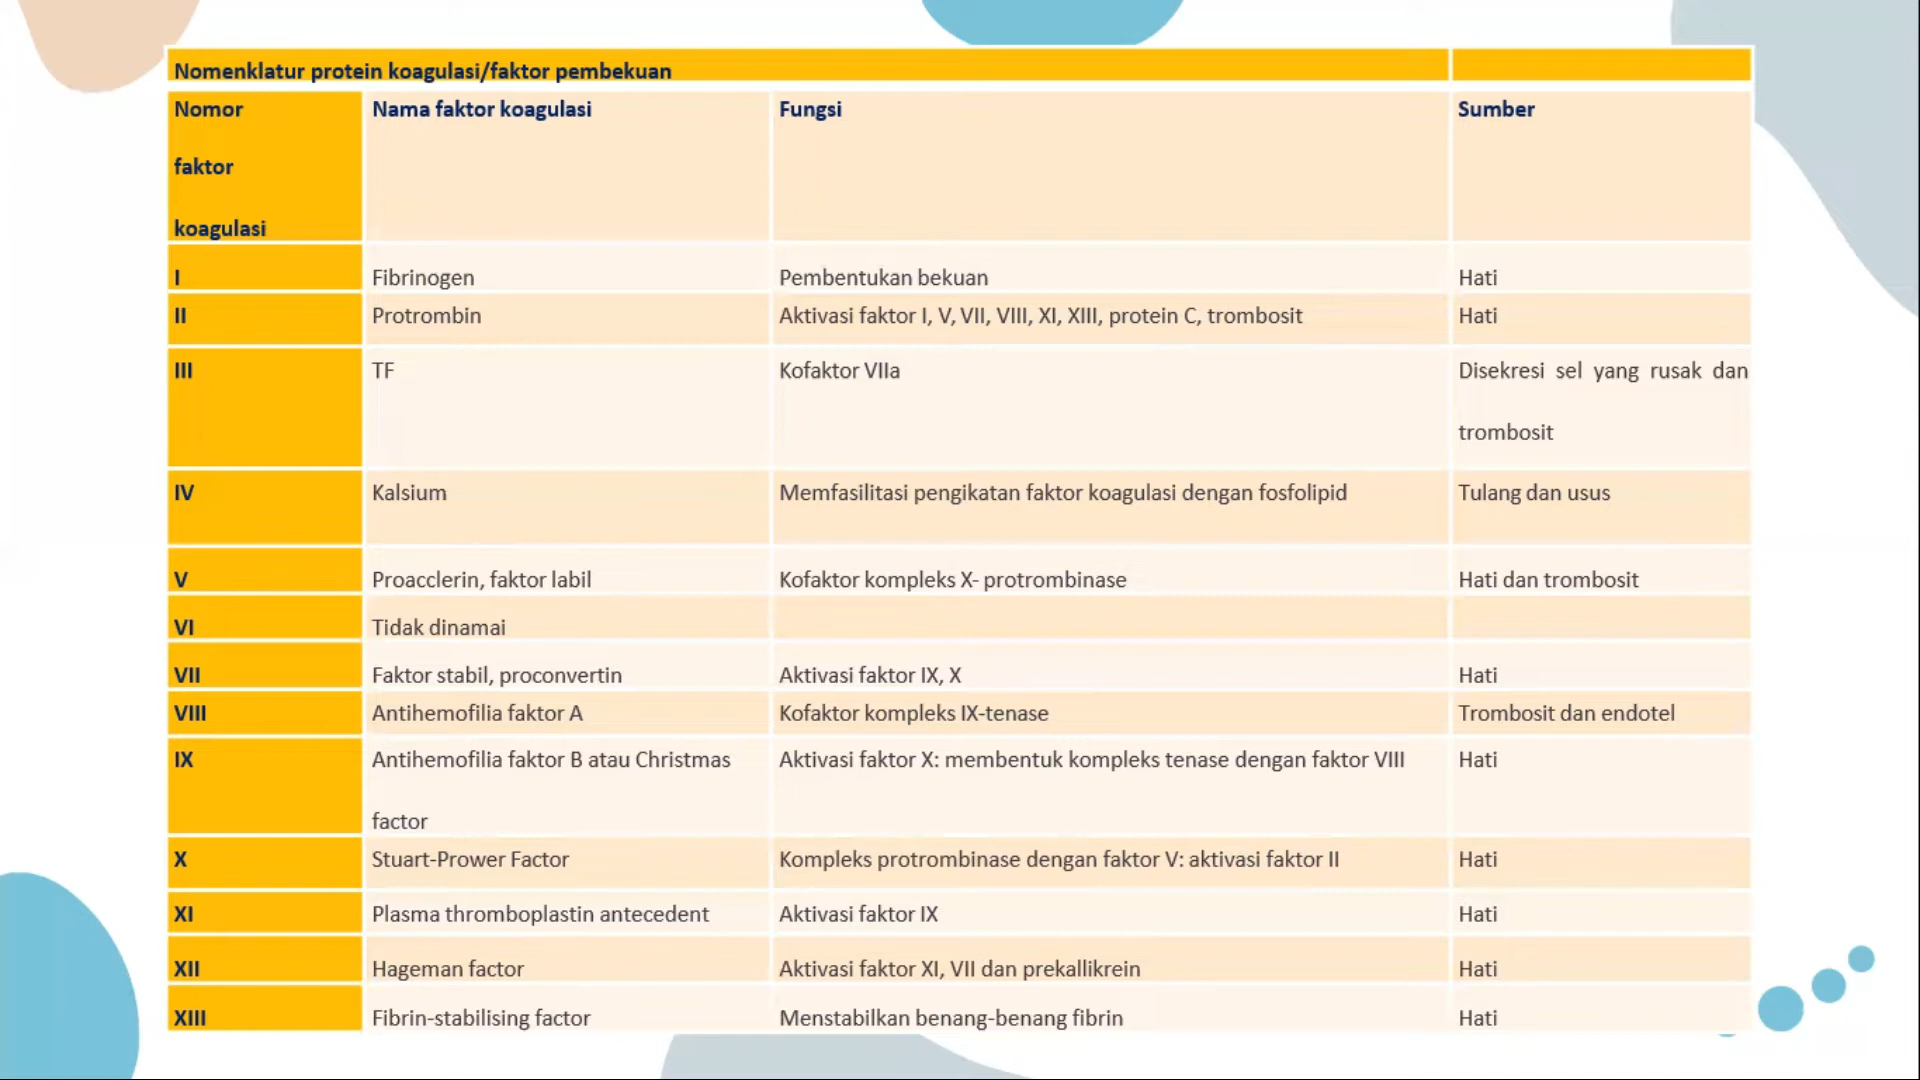 Nomenklatur protein koagulasi/faktor pembekuan
Nomor
faktor
koagulasi
Nama faktor koagulasi
Fungsi
Sumber
I
Fibrinogen
Pembentukan bekuan
Hati
II
Protrombin
Aktivasi faktor I, V, VII, VIII, XI, XIII, protein C, trombosit
Hati
III
TF
Kofaktor VIIa
Disekresi sel yang rusak dan
trombosit
IV
Kalsium
Memfasilitasi pengikatan faktor koagulasi dengan fosfolipid
Tulang dan usus
V
Proacclerin, faktor labil
Kofaktor kompleks X- protrombinase
Hati dan trombosit
VI
Tidak dinamai
VII
Faktor stabil, proconvertin
Aktivasi faktor IX, X
Hati
VIII
Antihemofilia faktor A
Kofaktor kompleks IX-tenase
Trombosit dan endotel
IX
Antihemofilia faktor B atau Christmas
factor
Aktivasi faktor X: membentuk kompleks tenase dengan faktor VIII
Hati
X
Stuart-Prower Factor
Kompleks protrombinase dengan faktor V: aktivasi faktor II
Hati
XI
Plasma thromboplastin antecedent
Aktivasi faktor IX
Hati
XII
Hageman factor
Aktivasi faktor XI, VII dan prekallikrein
Hati
XIII
Fibrin-stabilising factor
Menstabilkan benang-benang fibrin
Hati